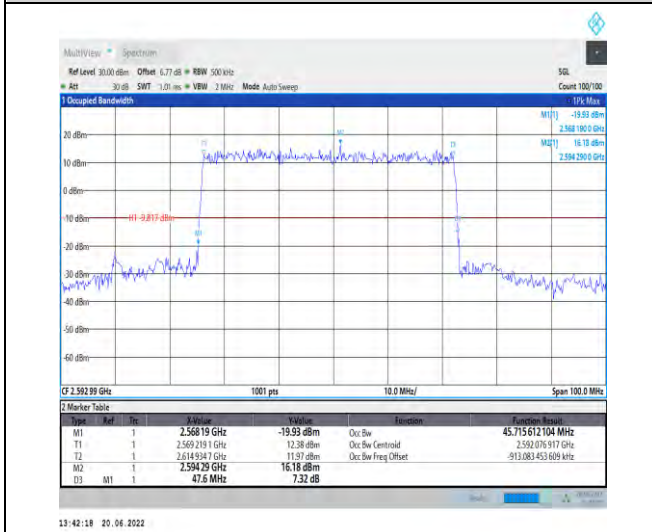 MultiView Spectrum
Ref Level 30.00 dBm Offset 6.77 dB RBW 500 kHz SGL
Att 30 dB SWT 1.01 ms VBW 2 MHz Mode Auto Sweep Count 100/100
1 Occupied Bandwidth 1Pk Max
M1[1] -19.93 dBm
2.568 190 0 GHz
M2[1] 16.18 dBm
2.594 290 0 GHz
20 dBm
10 dBm
0 dBm
-10 dBm H1 -9.817 dBm
-20 dBm
-30 dBm
-40 dBm
-50 dBm
-60 dBm
CF 2.592 99 GHz 1001 pts 10.0 MHz/ Span 100.0 MHz
2 Marker Table
Type Ref Trc X-Value Y-Value Function Function Result
M1 1 2.568 19 GHz -19.93 dBm Occ Bw 45.715 612 104 MHz
T1 1 2.569 219 1 GHz 12.38 dBm Occ Bw Centroid 2.592 076 917 GHz
T2 1 2.614 934 7 GHz 11.97 dBm Occ Bw Freq Offset -913.083 453 609 kHz
M2 1 2.594 29 GHz 16.18 dBm
D3 M1 1 47.6 MHz 7.32 dB
13:42:18 20.06.2022